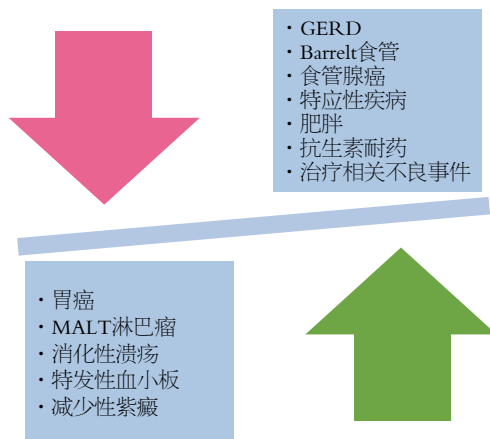 · GERD
· Barrelt食管
· 食管腺癌
· 特应性疾病
· 肥胖
· 抗生素耐药
· 治疗相关不良事件
· 胃癌
· MALT淋巴瘤
· 消化性溃疡
· 特发性血小板
· 减少性紫癜